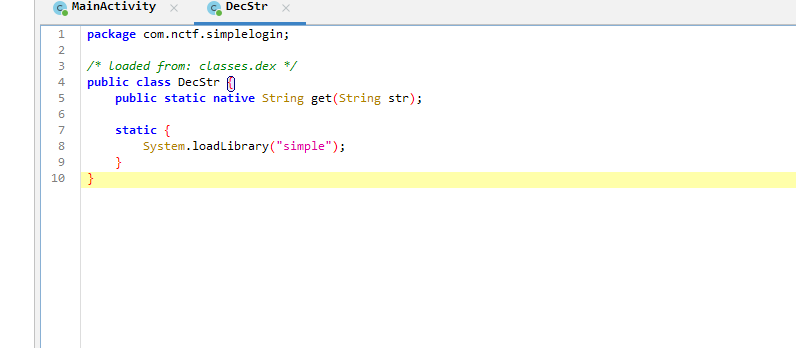 MainActivity DecStr
1 package com.nctf.simplelogin;
2
3 /* loaded from: classes.dex */
4 public class DecStr {
5 public static native String get(String str);
6
7 static {
8 System.loadLibrary("simple");
9 }
10 }